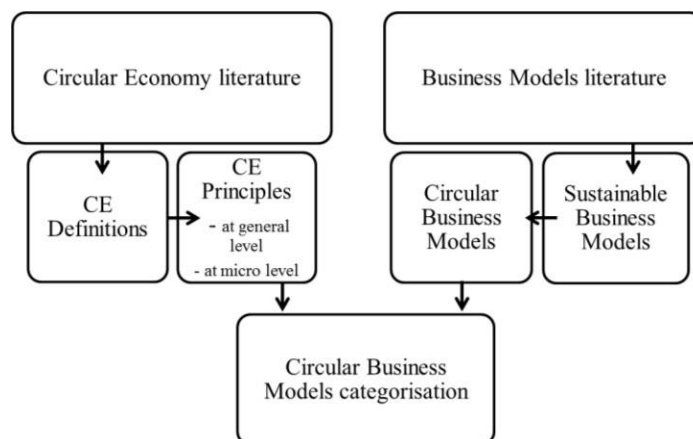 Circular Economy literature
Business Models literature
CE
Definitions
CE
Principles
- at general
level
- at micro level
Circular
Business
Models
Sustainable
Business
Models
Circular Business
Models categorisation